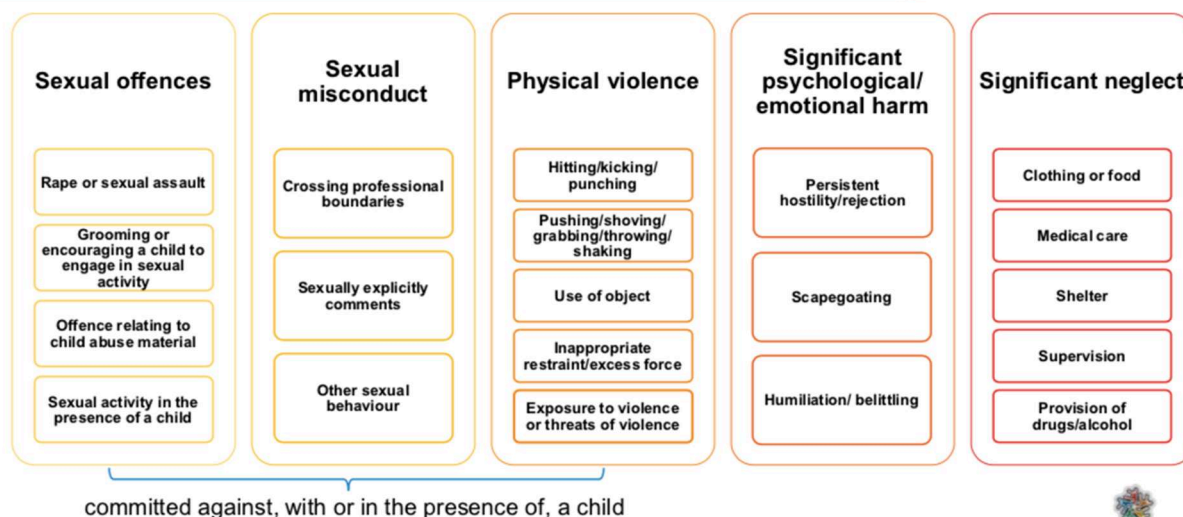 Sexual offences
Rape or sexual assault
Grooming or
encouraging a child to
engage in sexual
activity
Offence relating to
child abuse material
Sexual activity in the
presence of a child
Sexual
misconduct
Crossing professional
boundaries
Sexually explicitly
comments
Other sexual
behaviour
Physical violence
Hitting/kicking/
punching
Pushing/shoving/
grabbing/throwing/
shaking
Use of object
Inappropriate
restraint/excess force
Exposure to violence
or threats of violence
Significant
psychological/
emotional harm
Persistent
hostility/rejection
Scapegoating
Humiliation/ belittling
Significant neglect
Clothing or food
Medical care
Shelter
Supervision
Provision of
drugs/alcohol
committed against, with or in the presence of, a child